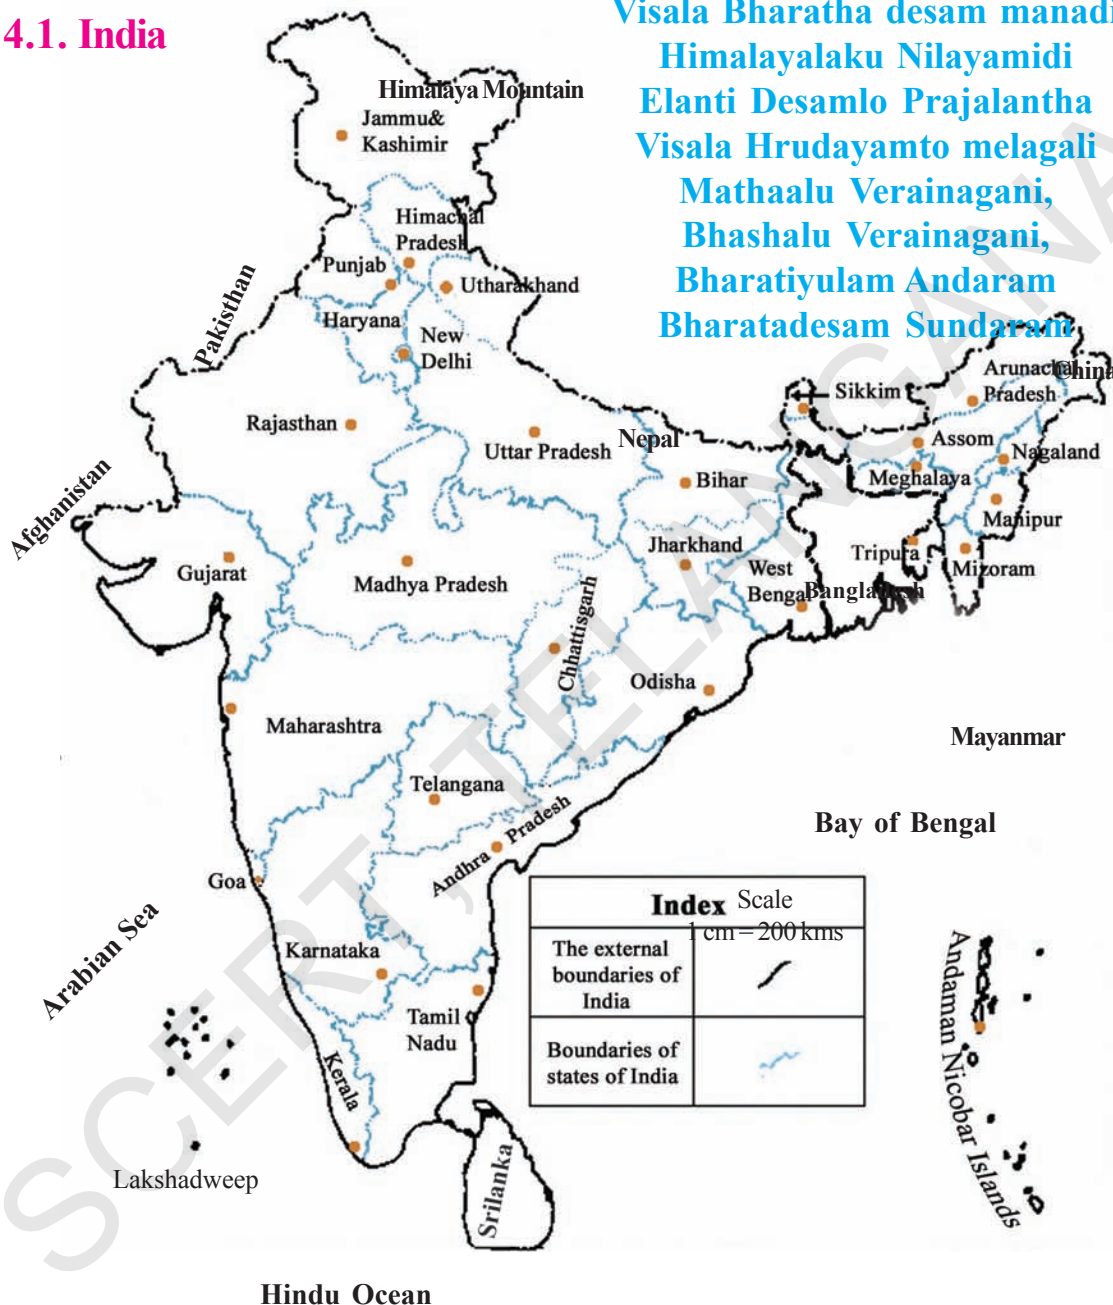 4.1. India
Visala Bharatha desam manadi
Himalayalaku Nilayamidi
Elanti Desamlo Prajalantha
Visala Hrudayamto melagali
Mathaalu Verainagani,
Bhashalu Verainagani,
Bharatiyulam Andaram
Bharatadesam Sundaram
Himalaya Mountain
Jammu&
Kashimir
Himachal
Pradesh
Punjab
Utharakhand
Haryana
New
Delhi
Pakisthan
Rajasthan
Uttar Pradesh
Nepal
Sikkim
Arunachal
Pradesh
China
Assom
Nagaland
Meghalaya
Manipur
Bihar
Afghanistan
Gujarat
Madhya Pradesh
Jharkhand
West
Bengal
Bangladesh
Tripura
Mizoram
Chhattisgarh
Odisha
Maharashtra
Mayanmar
Telangana
Andhra Pradesh
Bay of Bengal
Goa
Arabian Sea
Karnataka
Tamil
Nadu
Kerala
Lakshadweep
Srilanka
Index Scale
1 cm = 200 kms
The external
boundaries of
India
Boundaries of
states of India
Andaman Nicobar Islands
Hindu Ocean
SCERT, TELANGANA